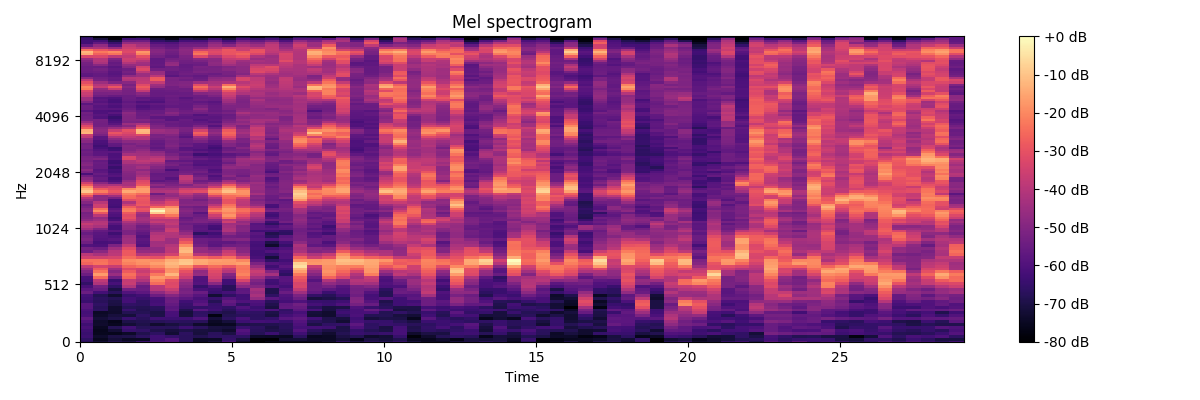 Mel spectrogram
+0 dB
8192
-10 dB
4096
-20 dB
-30 dB
2048
Hz
-40 dB
1024
-50 dB
-60 dB
512
-70 dB
0
-80 dB
0 5 10 15 20 25
Time